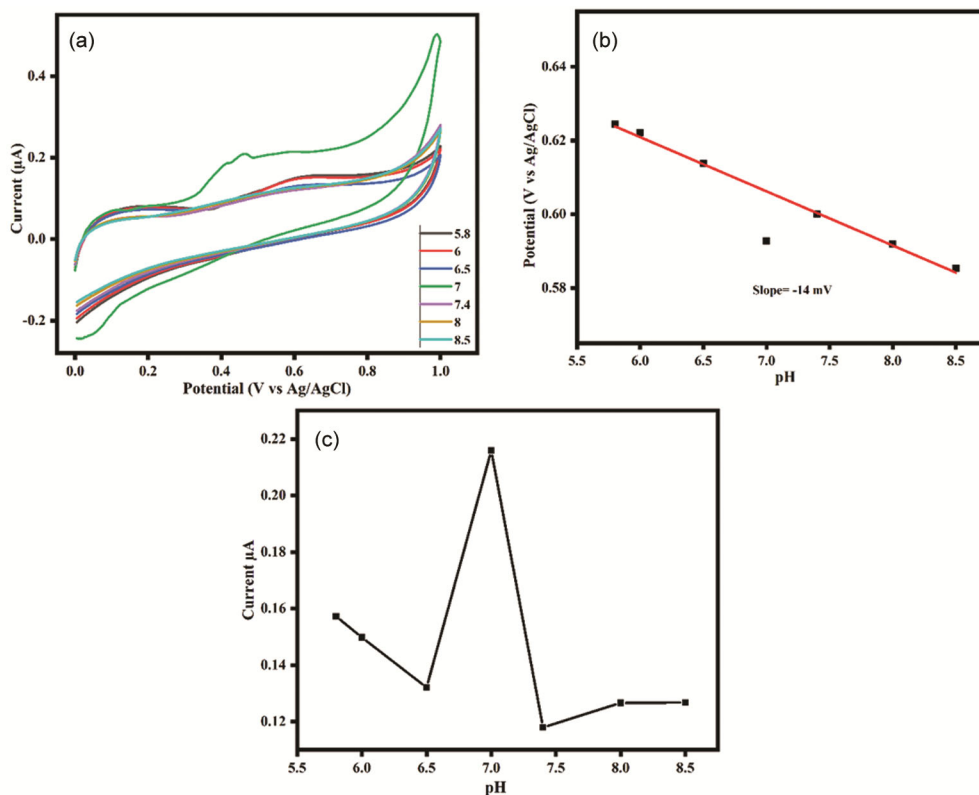 (a)
Current (µA)
0.4
0.2
0.0
-0.2
5.8
6
6.5
7
7.4
8
8.5
0.0 0.2 0.4 0.6 0.8 1.0
Potential (V vs Ag/AgCl)
(b)
Potential (V vs Ag/AgCl)
0.64
0.62
0.60
0.58
Slope= -14 mV
5.5 6.0 6.5 7.0 7.5 8.0 8.5
pH
(c)
Current µA
0.22
0.20
0.18
0.16
0.14
0.12
5.5 6.0 6.5 7.0 7.5 8.0 8.5
pH